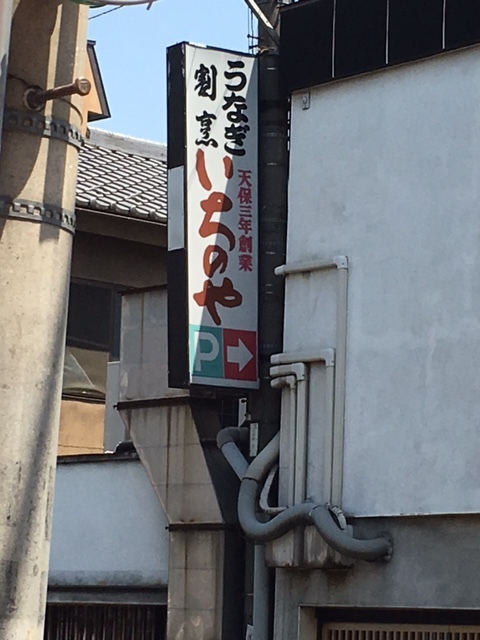 うなぎ
割烹
天保三年創業
いちのや
P